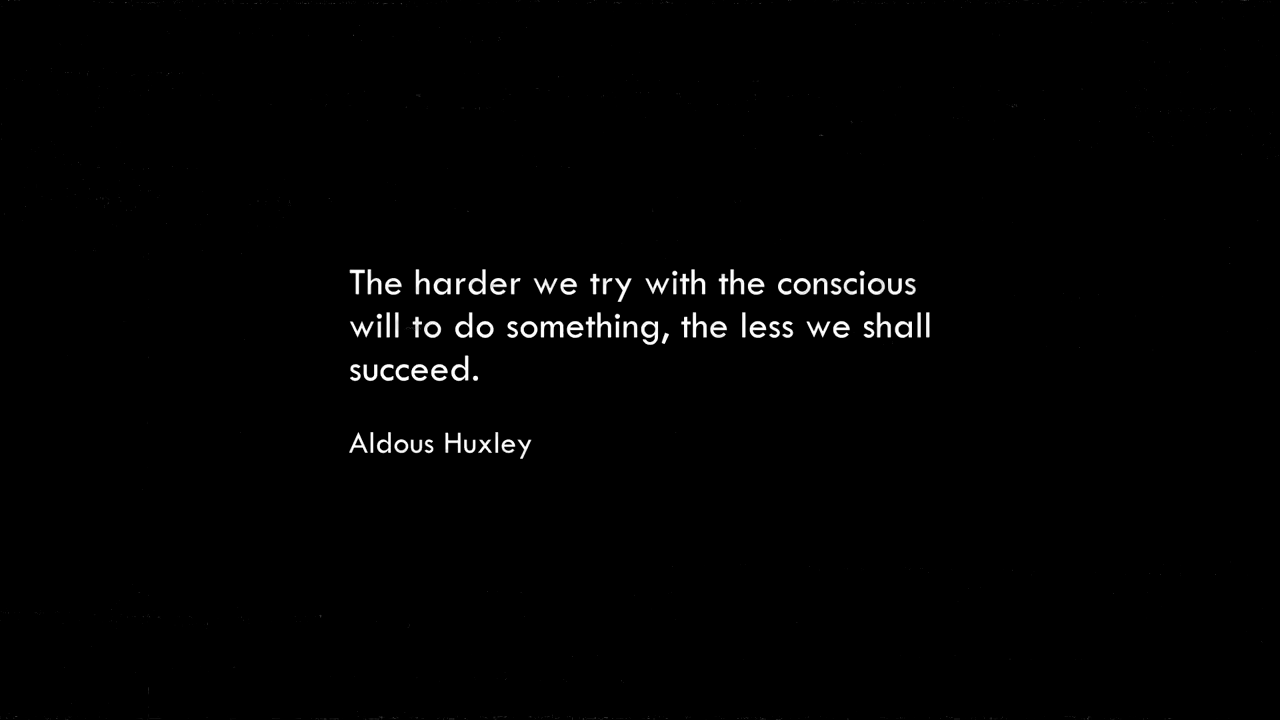 The harder we try with the conscious
will to do something, the less we shall
succeed.
Aldous Huxley